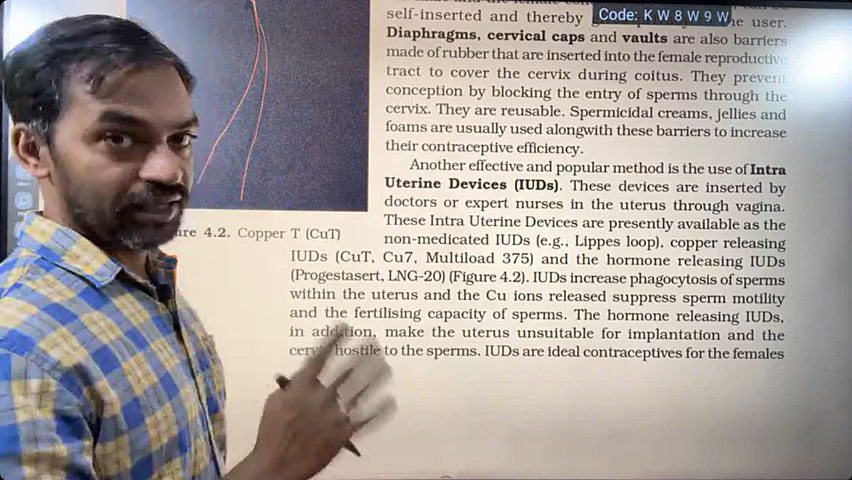 self-inserted and thereby
Code: K W 8 W 9 W
user.
Diaphragms, cervical caps and vaults are also barriers
made of rubber that are inserted into the female reproductive
tract to cover the cervix during coitus. They prevent
conception by blocking the entry of sperms through the
cervix. They are reusable. Spermicidal creams, jellies and
foams are usually used alongwith these barriers to increase
their contraceptive efficiency.
Another effective and popular method is the use of Intra
Uterine Devices (IUDs). These devices are inserted by
doctors or expert nurses in the uterus through vagina.
These Intra Uterine Devices are presently available as the
4.2. Copper T (CuT)
non-medicated IUDs (e.g., Lippes loop), copper releasing
IUDs (CuT, Cu7, Multiload 375) and the hormone releasing IUDs
(Progestasert, LNG-20) (Figure 4.2). IUDs increase phagocytosis of sperms
within the uterus and the Cu ions released suppress sperm motility
and the fertilising capacity of sperms. The hormone releasing IUDs,
in addition, make the uterus unsuitable for implantation and the
hostile to the sperms. IUDs are ideal contraceptives for the females